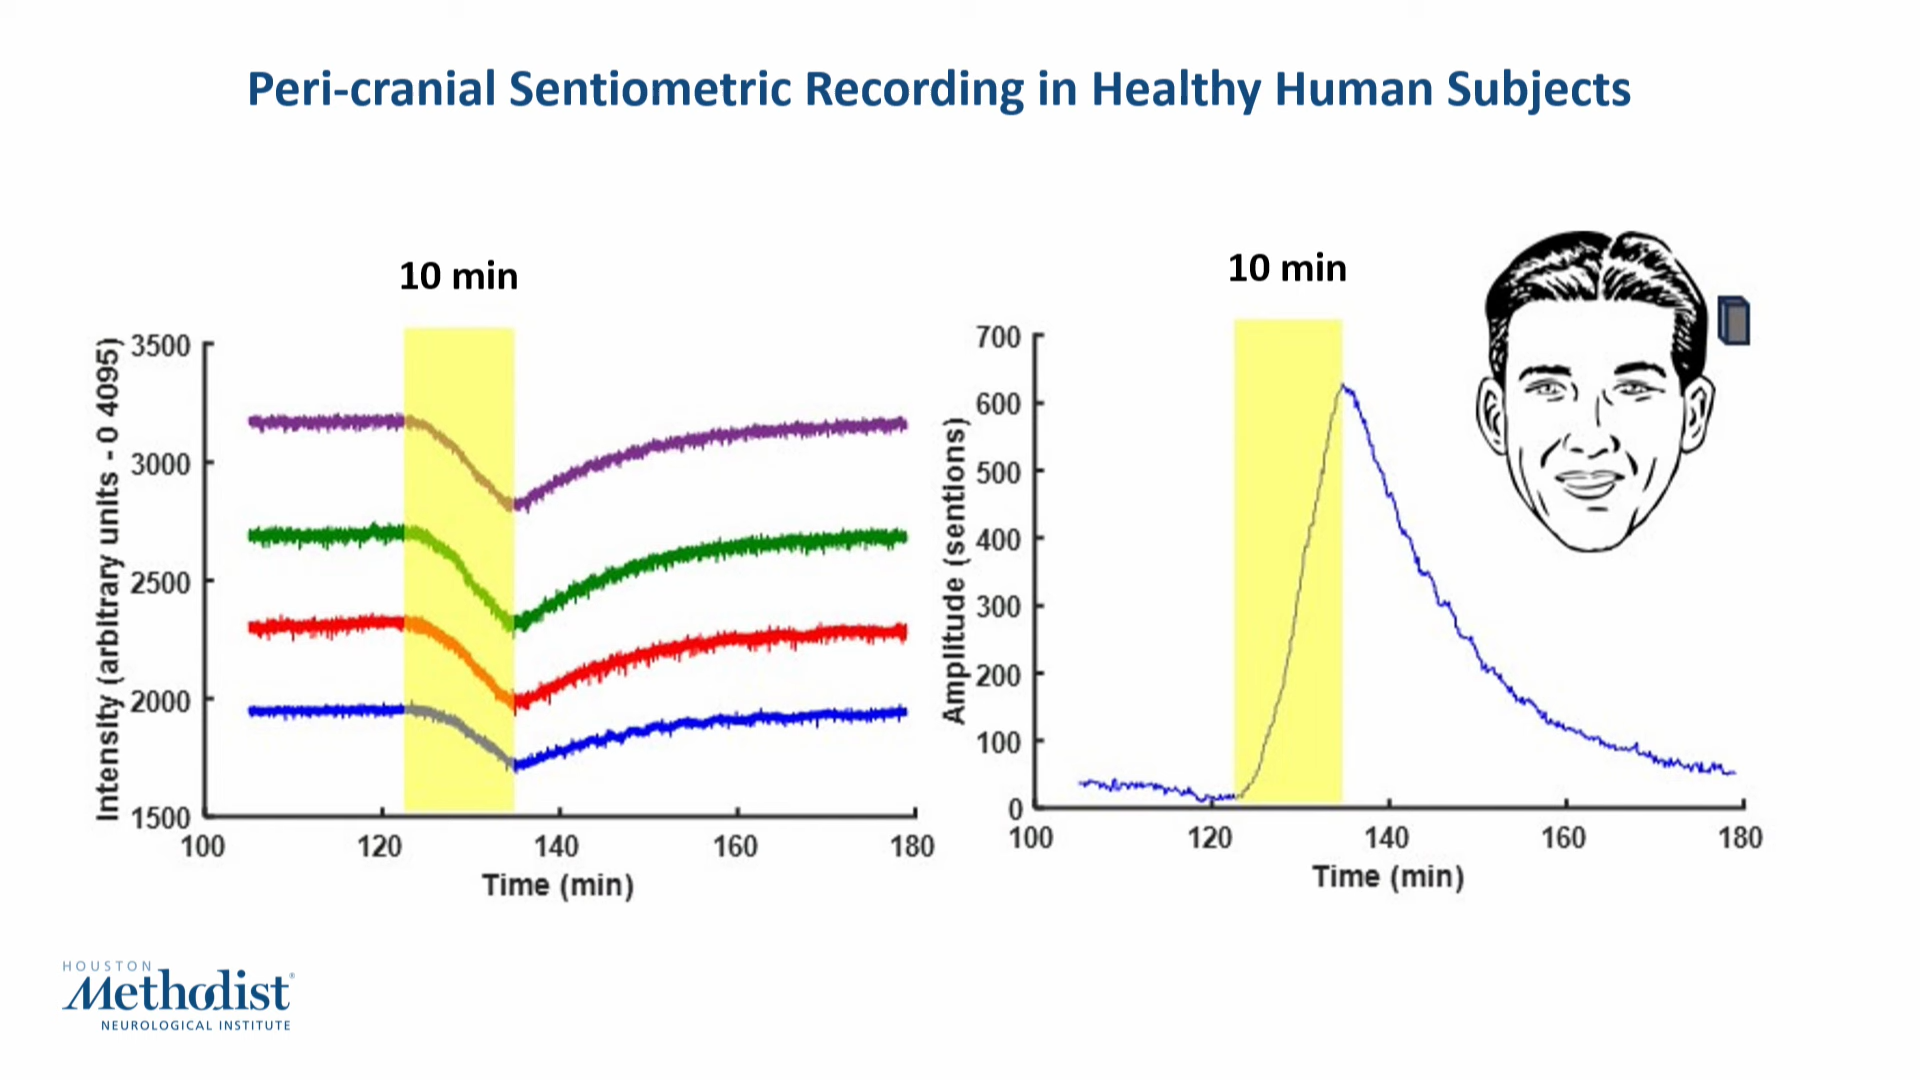 Peri-cranial Sentiometric Recording in Healthy Human Subjects
10 min
3500
3000
2500
2000
1500
100
120
140
160
180
Intensity (arbitrary units - 0 4095)
Time (min)
10 min
700
600
500
400
300
200
100
0
100
120
140
160
180
Amplitude (sentions)
Time (min)
HOUSTON
Methodist®
NEUROLOGICAL INSTITUTE